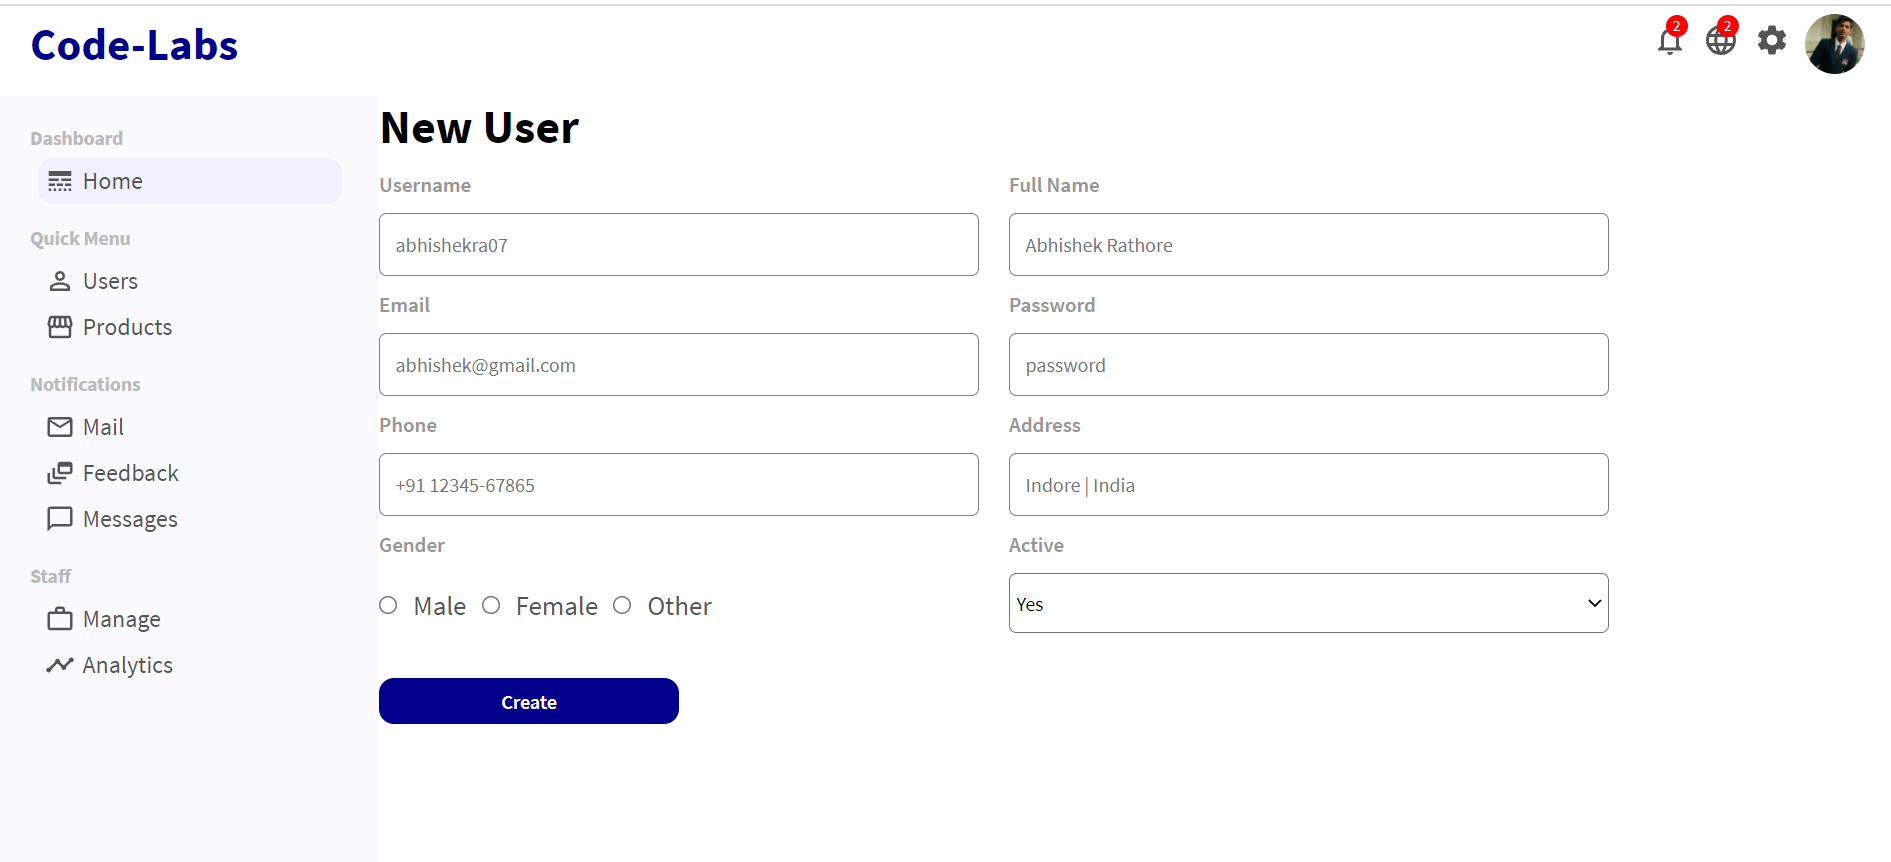 Code-Labs
2
2
Dashboard
Home
Quick Menu
Users
Products
Notifications
Mail
Feedback
Messages
Staff
Manage
Analytics
New User
Username
Full Name
abhishekra07
Abhishek Rathore
Email
Password
abhishek@gmail.com
password
Phone
Address
+91 12345-67865
Indore | India
Gender
Active
Male
Female
Other
Yes
Create